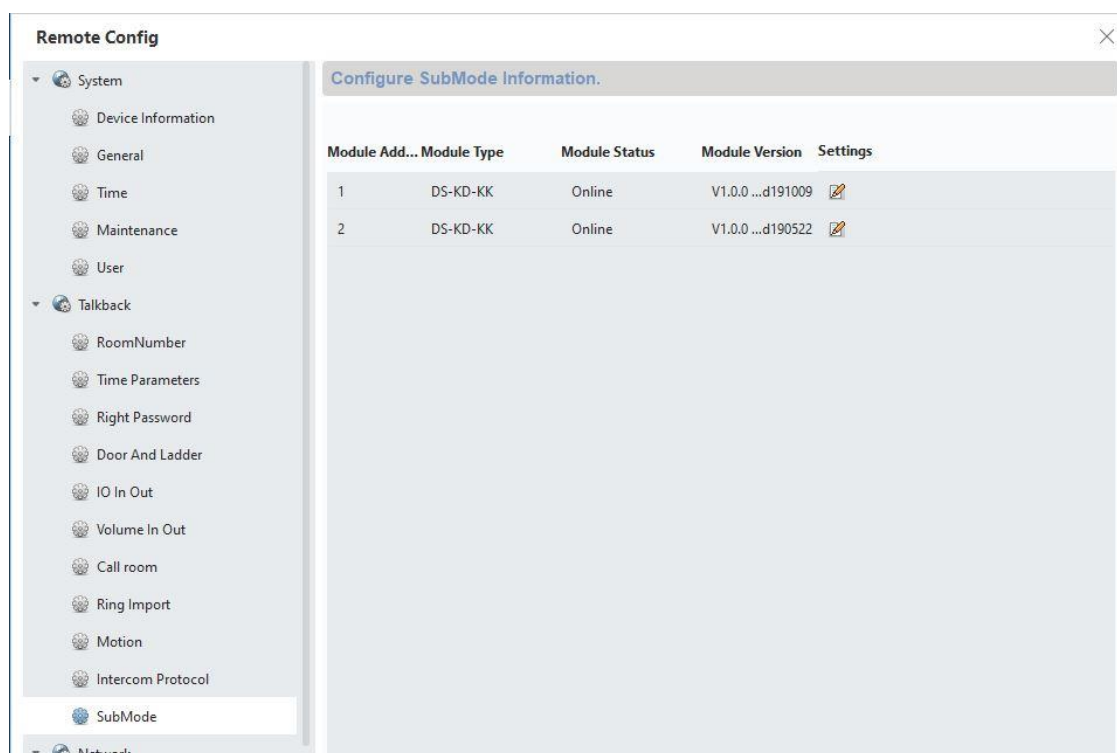 Remote Config
System
Device Information
General
Time
Maintenance
User
Talkback
RoomNumber
Time Parameters
Right Password
Door And Ladder
IO In Out
Volume In Out
Call room
Ring Import
Motion
Intercom Protocol
SubMode
Network
Configure SubMode Information.
Module Add... Module Type Module Status Module Version Settings
1 DS-KD-KK Online V1.0.0 ...d191009
2 DS-KD-KK Online V1.0.0 ...d190522